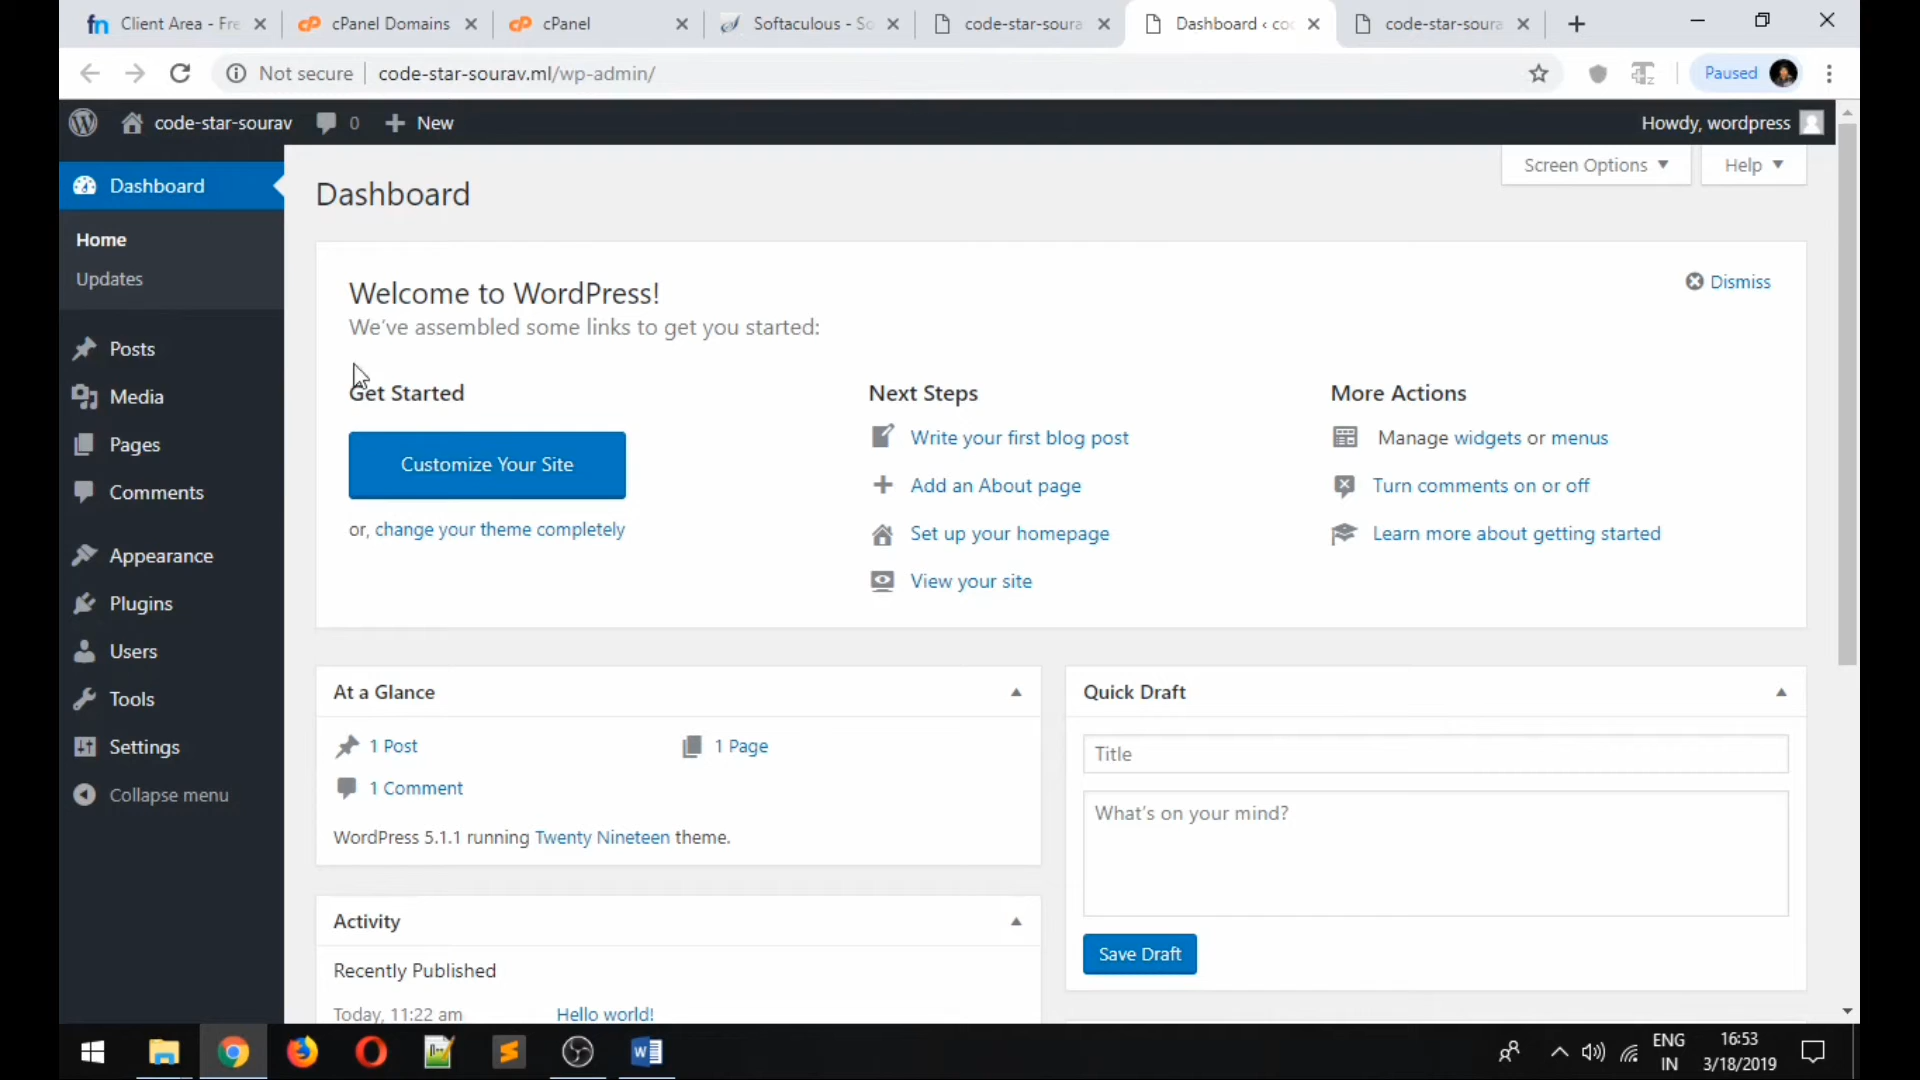 Client Area - Fre
cPanel Domains
cPanel
Softaculous - So
code-star-soura
Dashboard ‹ co
code-star-soura
Not secure
code-star-sourav.ml/wp-admin/
Paused
code-star-sourav
0
New
Howdy, wordpress
Screen Options
Help
Dashboard
Home
Updates
Posts
Media
Pages
Comments
Appearance
Plugins
Users
Tools
Settings
Collapse menu
Dashboard
Welcome to WordPress!
We’ve assembled some links to get you started:
Dismiss
Get Started
Customize Your Site
or, change your theme completely
Next Steps
Write your first blog post
Add an About page
Set up your homepage
View your site
More Actions
Manage widgets or menus
Turn comments on or off
Learn more about getting started
At a Glance
1 Post
1 Page
1 Comment
WordPress 5.1.1 running Twenty Nineteen theme.
Activity
Recently Published
Today, 11:22 am
Hello world!
Quick Draft
Title
What’s on your mind?
Save Draft
ENG
IN
16:53
3/18/2019